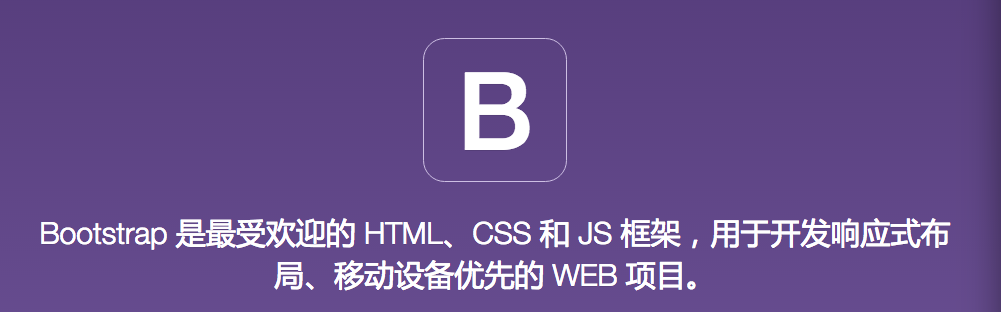 B
Bootstrap 是最受欢迎的 HTML、CSS 和 JS 框架，用于开发响应式布
局、移动设备优先的 WEB 项目。